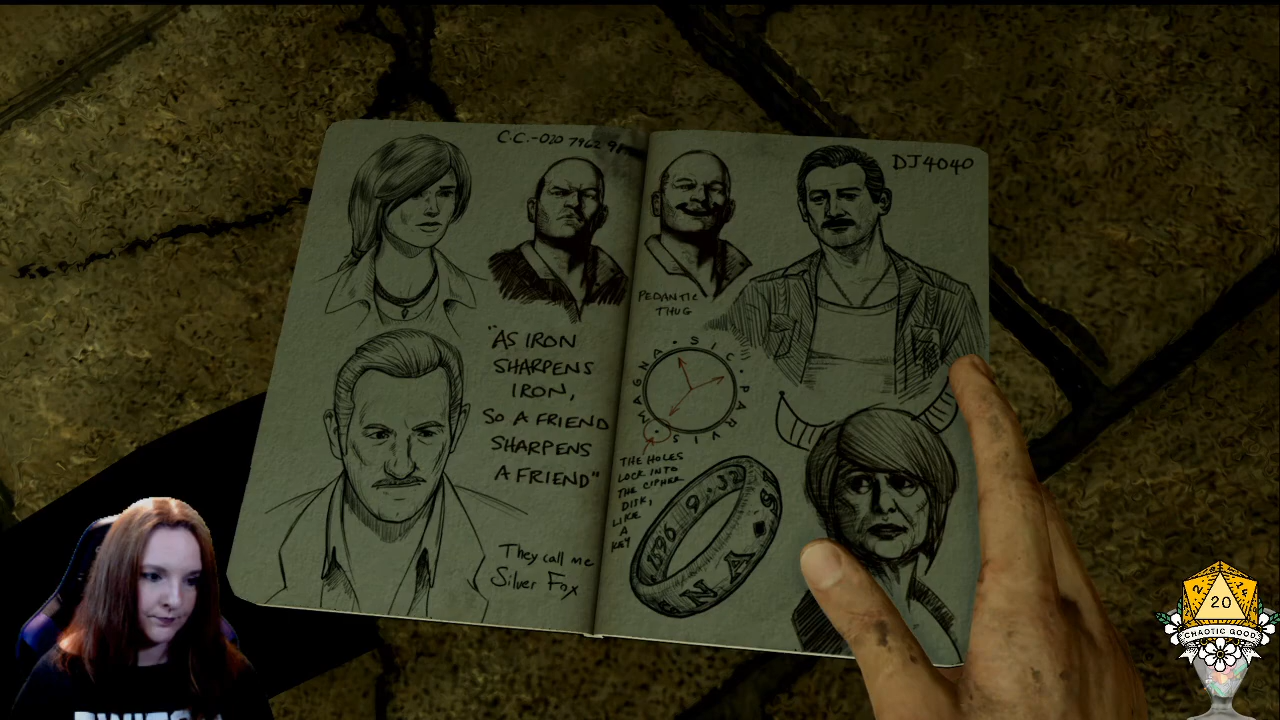 C.C.-020 7962
DJ4040
PEDANTIC
THUG
"AS IRON
SHARPENS
IRON,
SO A FRIEND
SHARPENS
A FRIEND"
They call me
Silver Fox
SIC • PARVIS • MAGNA •
THE HOLES
LOCK INTO
THE CIPHER
DISK,
LIKE
A
KEY
1596
NA
20
CHAOTIC GOOD